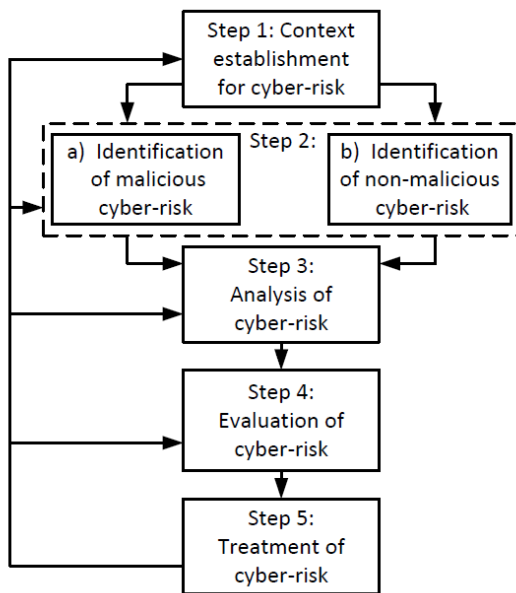 Step 1: Context
establishment
for cyber-risk
Step 2:
a) Identification
of malicious
cyber-risk
b) Identification
of non-malicious
cyber-risk
Step 3:
Analysis of
cyber-risk
Step 4:
Evaluation of
cyber-risk
Step 5:
Treatment of
cyber-risk